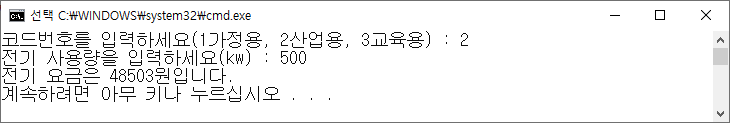 선택 C:₩WINDOWS₩system32₩cmd.exe
코드번호를 입력하세요(1가정용, 2산업용, 3교육용) : 2
전기 사용량을 입력하세요(kw) : 500
전기 요금은 48503원입니다.
계속하려면 아무 키나 누르십시오 . . .